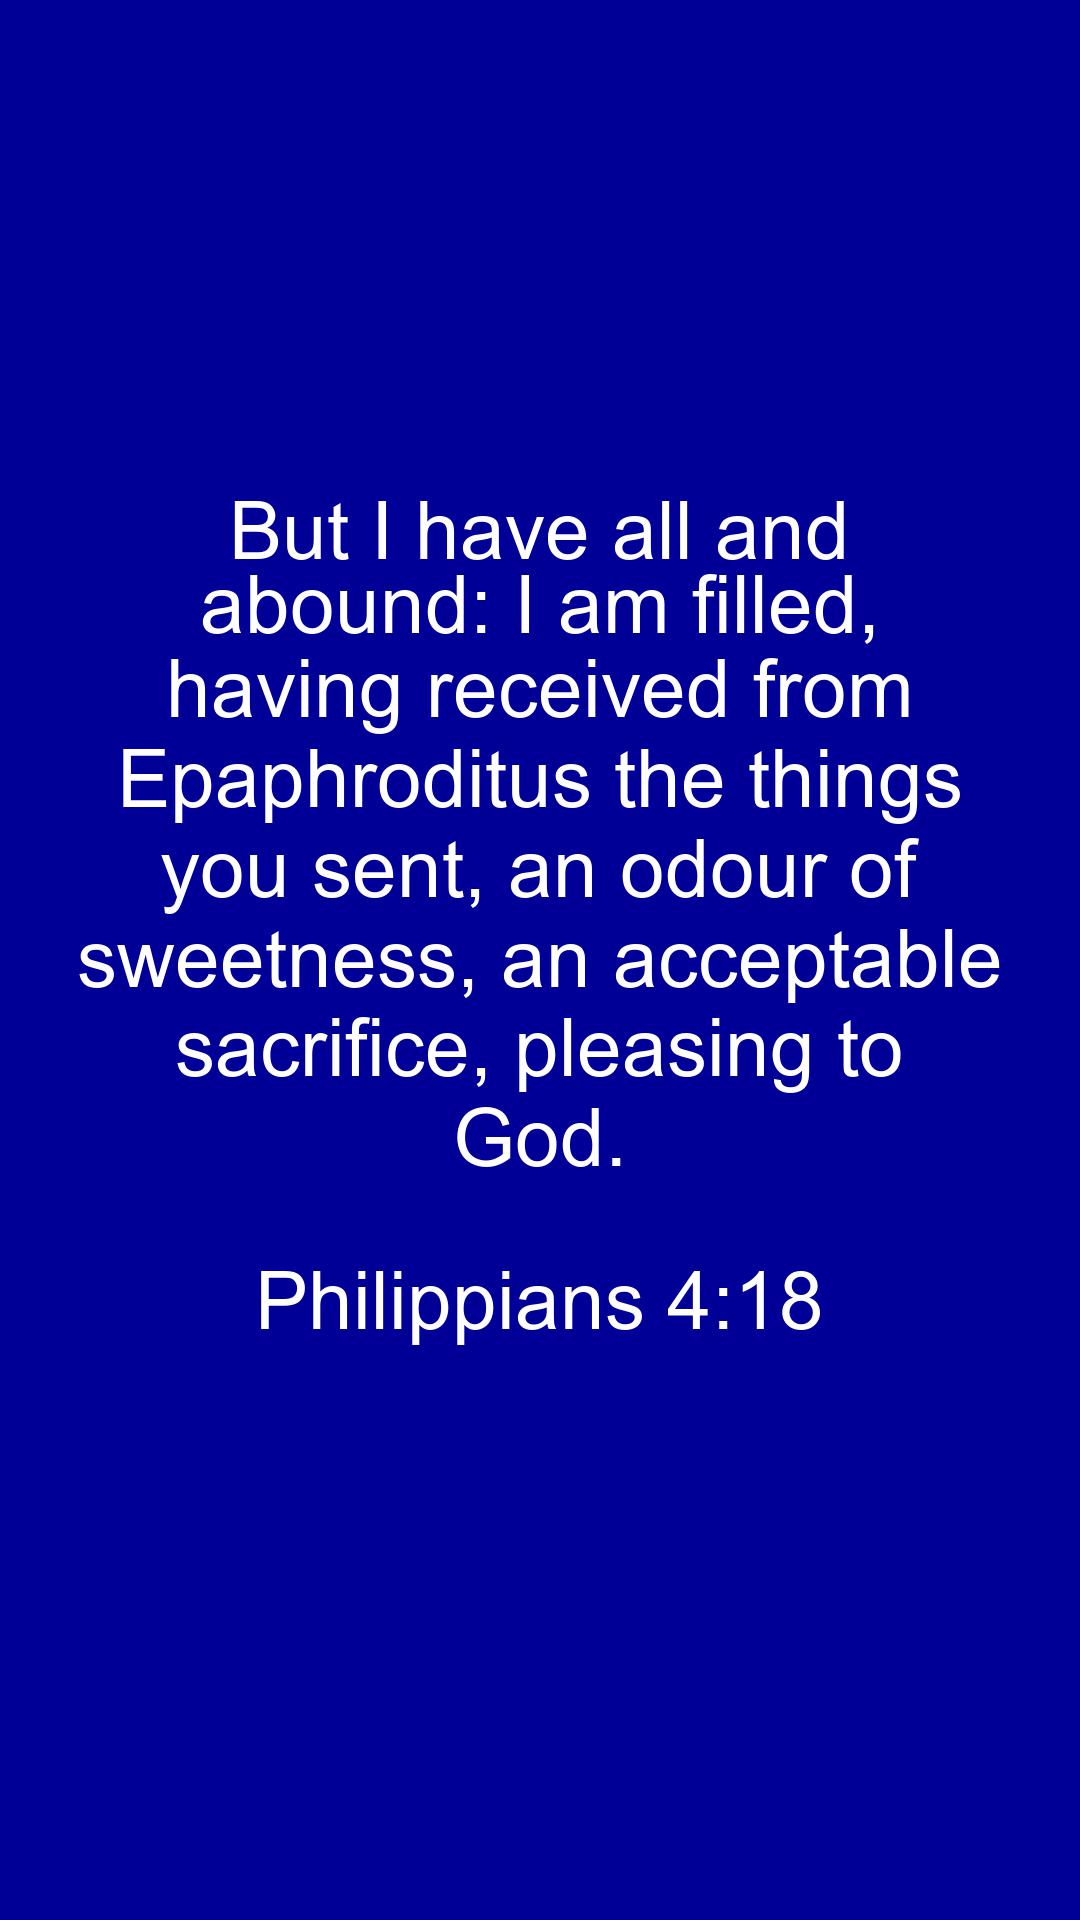 But I have all and
abound: I am filled,
having received from
Epaphroditus the things
you sent, an odour of
sweetness, an acceptable
sacrifice, pleasing to
God.
Philippians 4:18